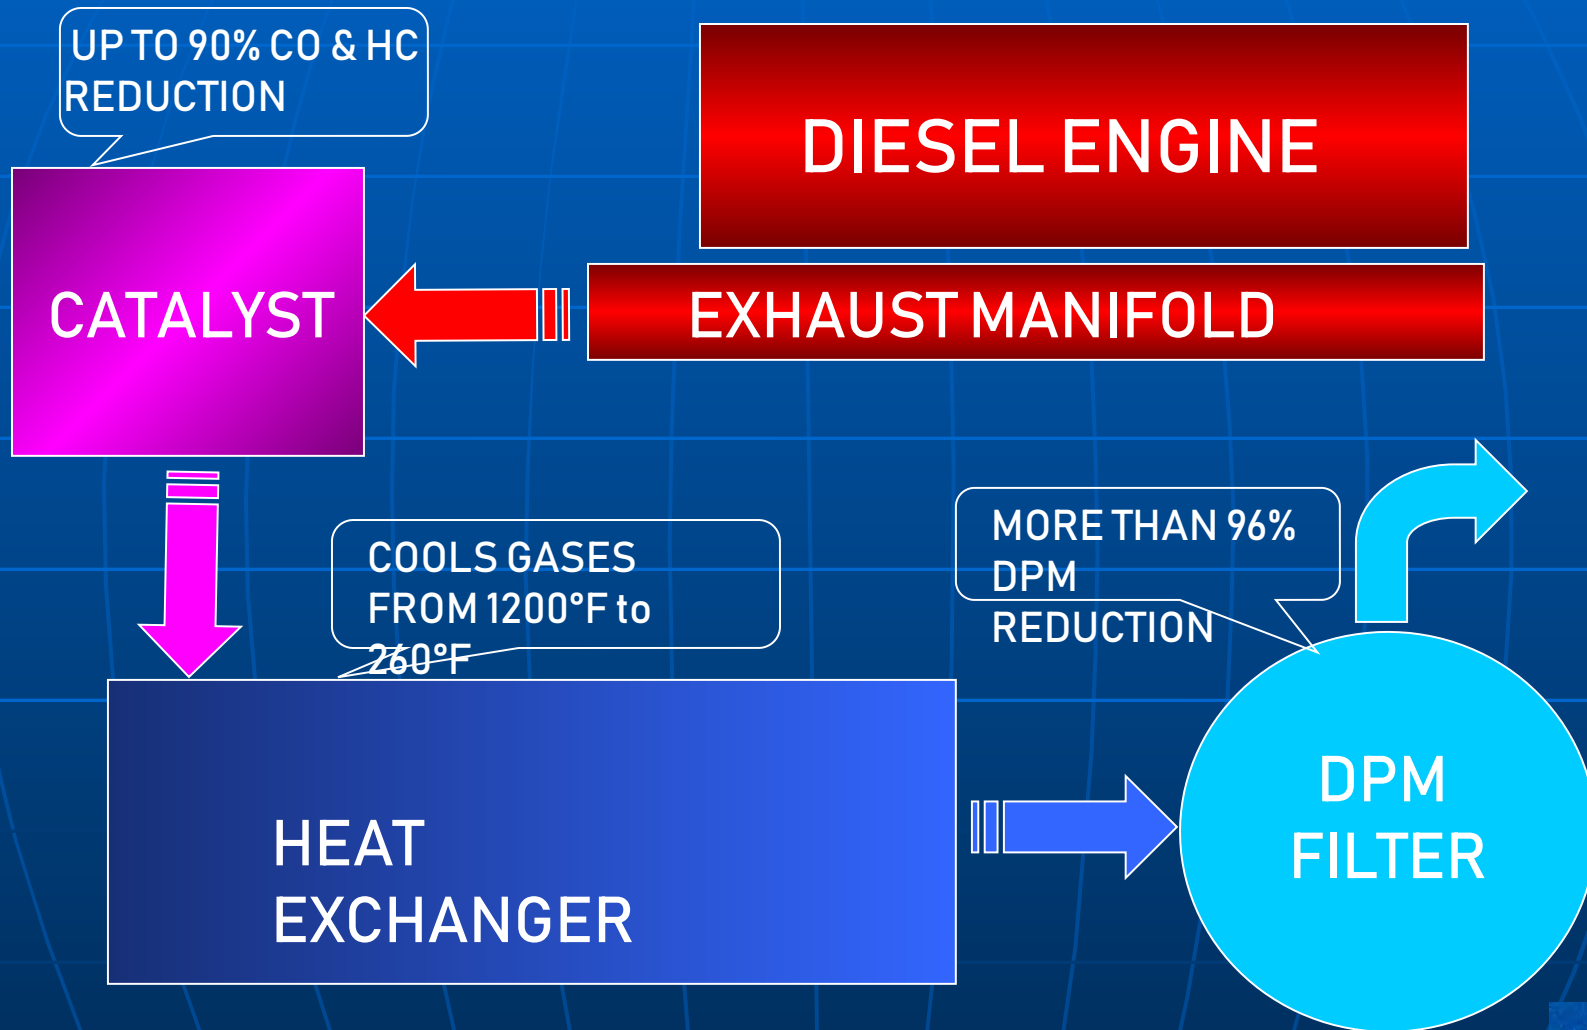 UP TO 90% CO & HC
REDUCTION
DIESEL ENGINE
CATALYST
EXHAUST MANIFOLD
COOLS GASES
FROM 1200°F to
260°F
MORE THAN 96%
DPM
REDUCTION
HEAT
EXCHANGER
DPM
FILTER